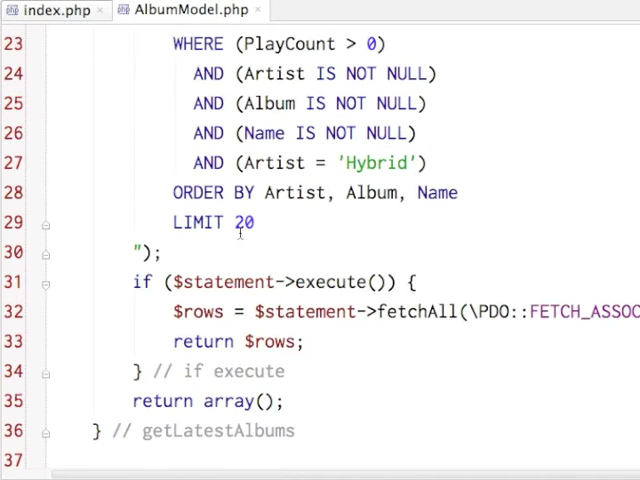 index.php
AlbumModel.php
23 WHERE (PlayCount > 0)
24 AND (Artist IS NOT NULL)
25 AND (Album IS NOT NULL)
26 AND (Name IS NOT NULL)
27 AND (Artist = 'Hybrid')
28 ORDER BY Artist, Album, Name
29 LIMIT 20
30 ");
31 if ($statement->execute()) {
32 $rows = $statement->fetchAll(\PDO::FETCH_ASSOC
33 return $rows;
34 } // if execute
35 return array();
36 } // getLatestAlbums
37